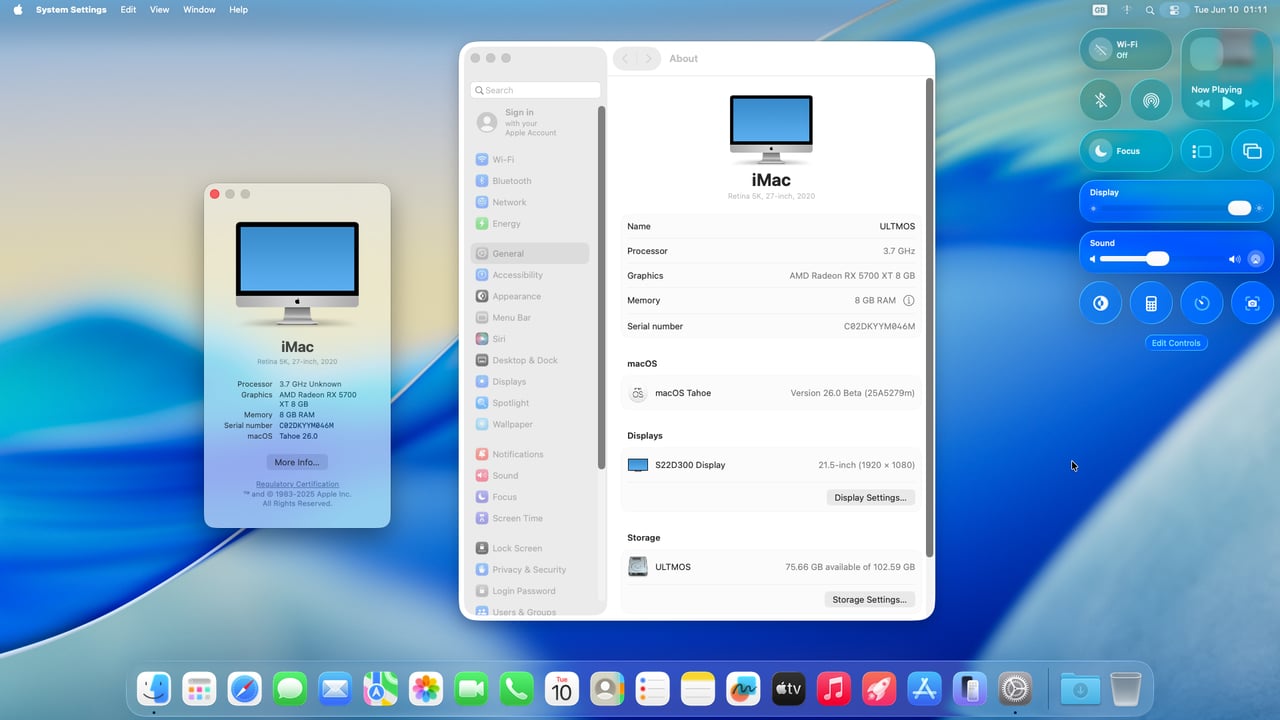 System Settings Edit View Window Help
GB Tue Jun 10 01:11
iMac
Retina 5K, 27-inch, 2020
Processor 3.7 GHz Unknown
Graphics AMD Radeon RX 5700
XT 8 GB
Memory 8 GB RAM
Serial number C02DKYYM046M
macOS Tahoe 26.0
More Info...
Regulatory Certification
™ and © 1983-2025 Apple Inc.
All Rights Reserved.
Search
Sign in
with your
Apple Account
Wi-Fi
Bluetooth
Network
Energy
General
Accessibility
Appearance
Menu Bar
Siri
Desktop & Dock
Displays
Spotlight
Wallpaper
Notifications
Sound
Focus
Screen Time
Lock Screen
Privacy & Security
Login Password
Users & Groups
About
iMac
Retina 5K, 27-inch, 2020
Name ULTMOS
Processor 3.7 GHz
Graphics AMD Radeon RX 5700 XT 8 GB
Memory 8 GB RAM
Serial number C02DKYYM046M
macOS
macOS Tahoe Version 26.0 Beta (25A5279m)
Displays
S22D300 Display 21.5-inch (1920 × 1080)
Display Settings...
Storage
ULTMOS 75.66 GB available of 102.59 GB
Storage Settings...
Wi-Fi
Off
Now Playing
Focus
Display
Sound
Edit Controls
Tue
10
tv